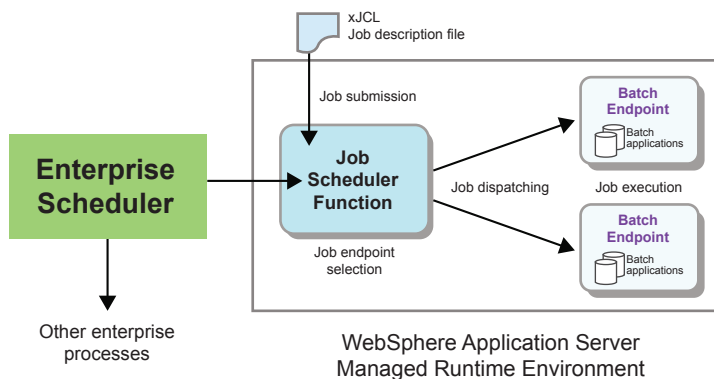 xJCL
Job description file
Job submission
Enterprise
Scheduler
Job
Scheduler
Function
Job endpoint
selection
Job dispatching
Batch
Endpoint
Batch
applications
Job execution
Batch
Endpoint
Batch
applications
Other enterprise
processes
WebSphere Application Server
Managed Runtime Environment